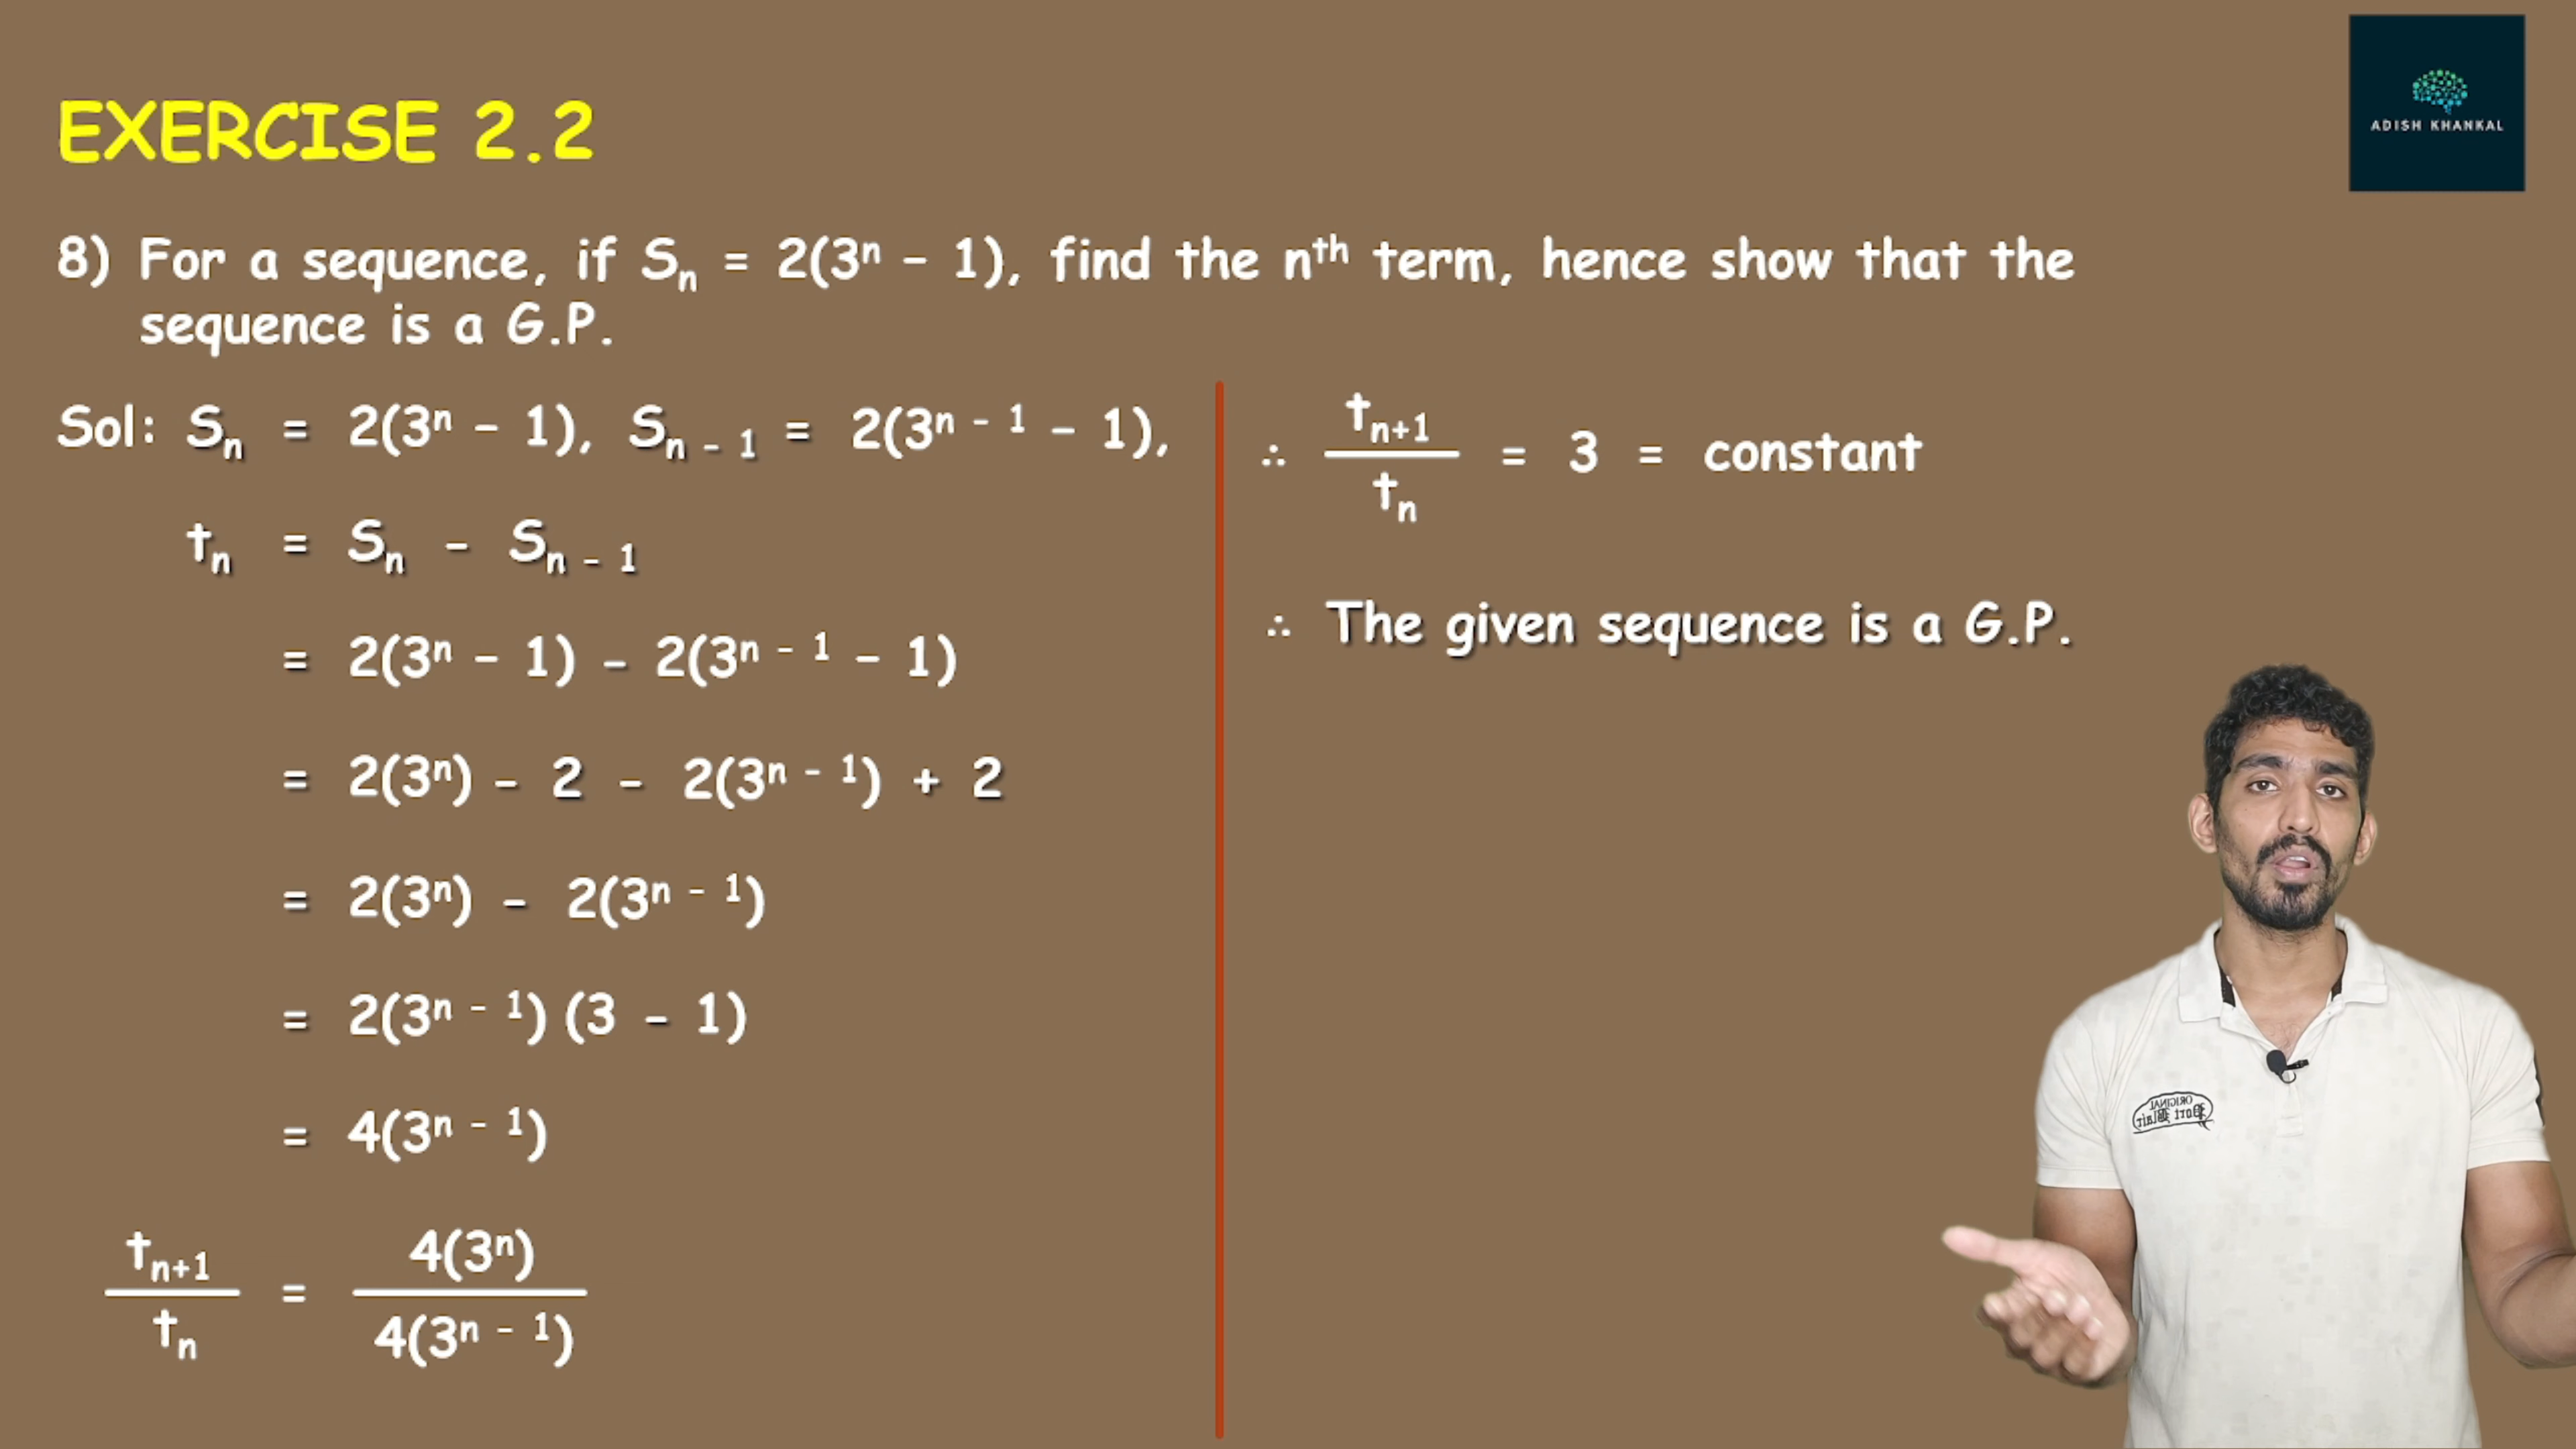 EXERCISE 2.2
ADISH KHANKAL
8) For a sequence, if Sₙ = 2(3ⁿ − 1), find the nᵗʰ term, hence show that the
sequence is a G.P.
Sol: Sₙ = 2(3ⁿ − 1), Sₙ ₋ ₁ = 2(3ⁿ ⁻ ¹ − 1),
tₙ = Sₙ − Sₙ ₋ ₁
= 2(3ⁿ − 1) − 2(3ⁿ ⁻ ¹ − 1)
= 2(3ⁿ) − 2 − 2(3ⁿ ⁻ ¹) + 2
= 2(3ⁿ) − 2(3ⁿ ⁻ ¹)
= 2(3ⁿ ⁻ ¹) (3 − 1)
= 4(3ⁿ ⁻ ¹)
tₙ₊₁ / tₙ = 4(3ⁿ) / 4(3ⁿ ⁻ ¹)
∴ tₙ₊₁ / tₙ = 3 = constant
∴ The given sequence is a G.P.
ORIGINAL
Port Blair